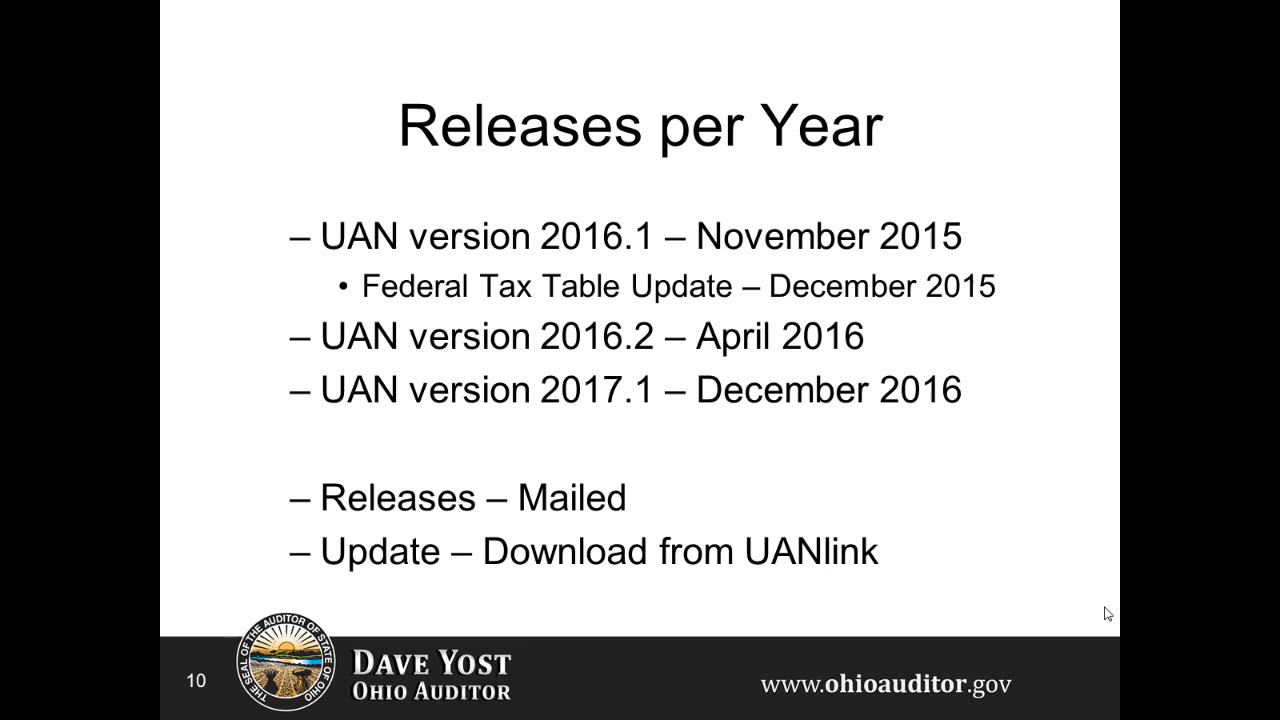 Releases per Year
– UAN version 2016.1 – November 2015
• Federal Tax Table Update – December 2015
– UAN version 2016.2 – April 2016
– UAN version 2017.1 – December 2016
– Releases – Mailed
– Update – Download from UANlink
10
THE SEAL OF THE AUDITOR OF STATE OF OHIO
DAVE YOST
OHIO AUDITOR
www.ohioauditor.gov